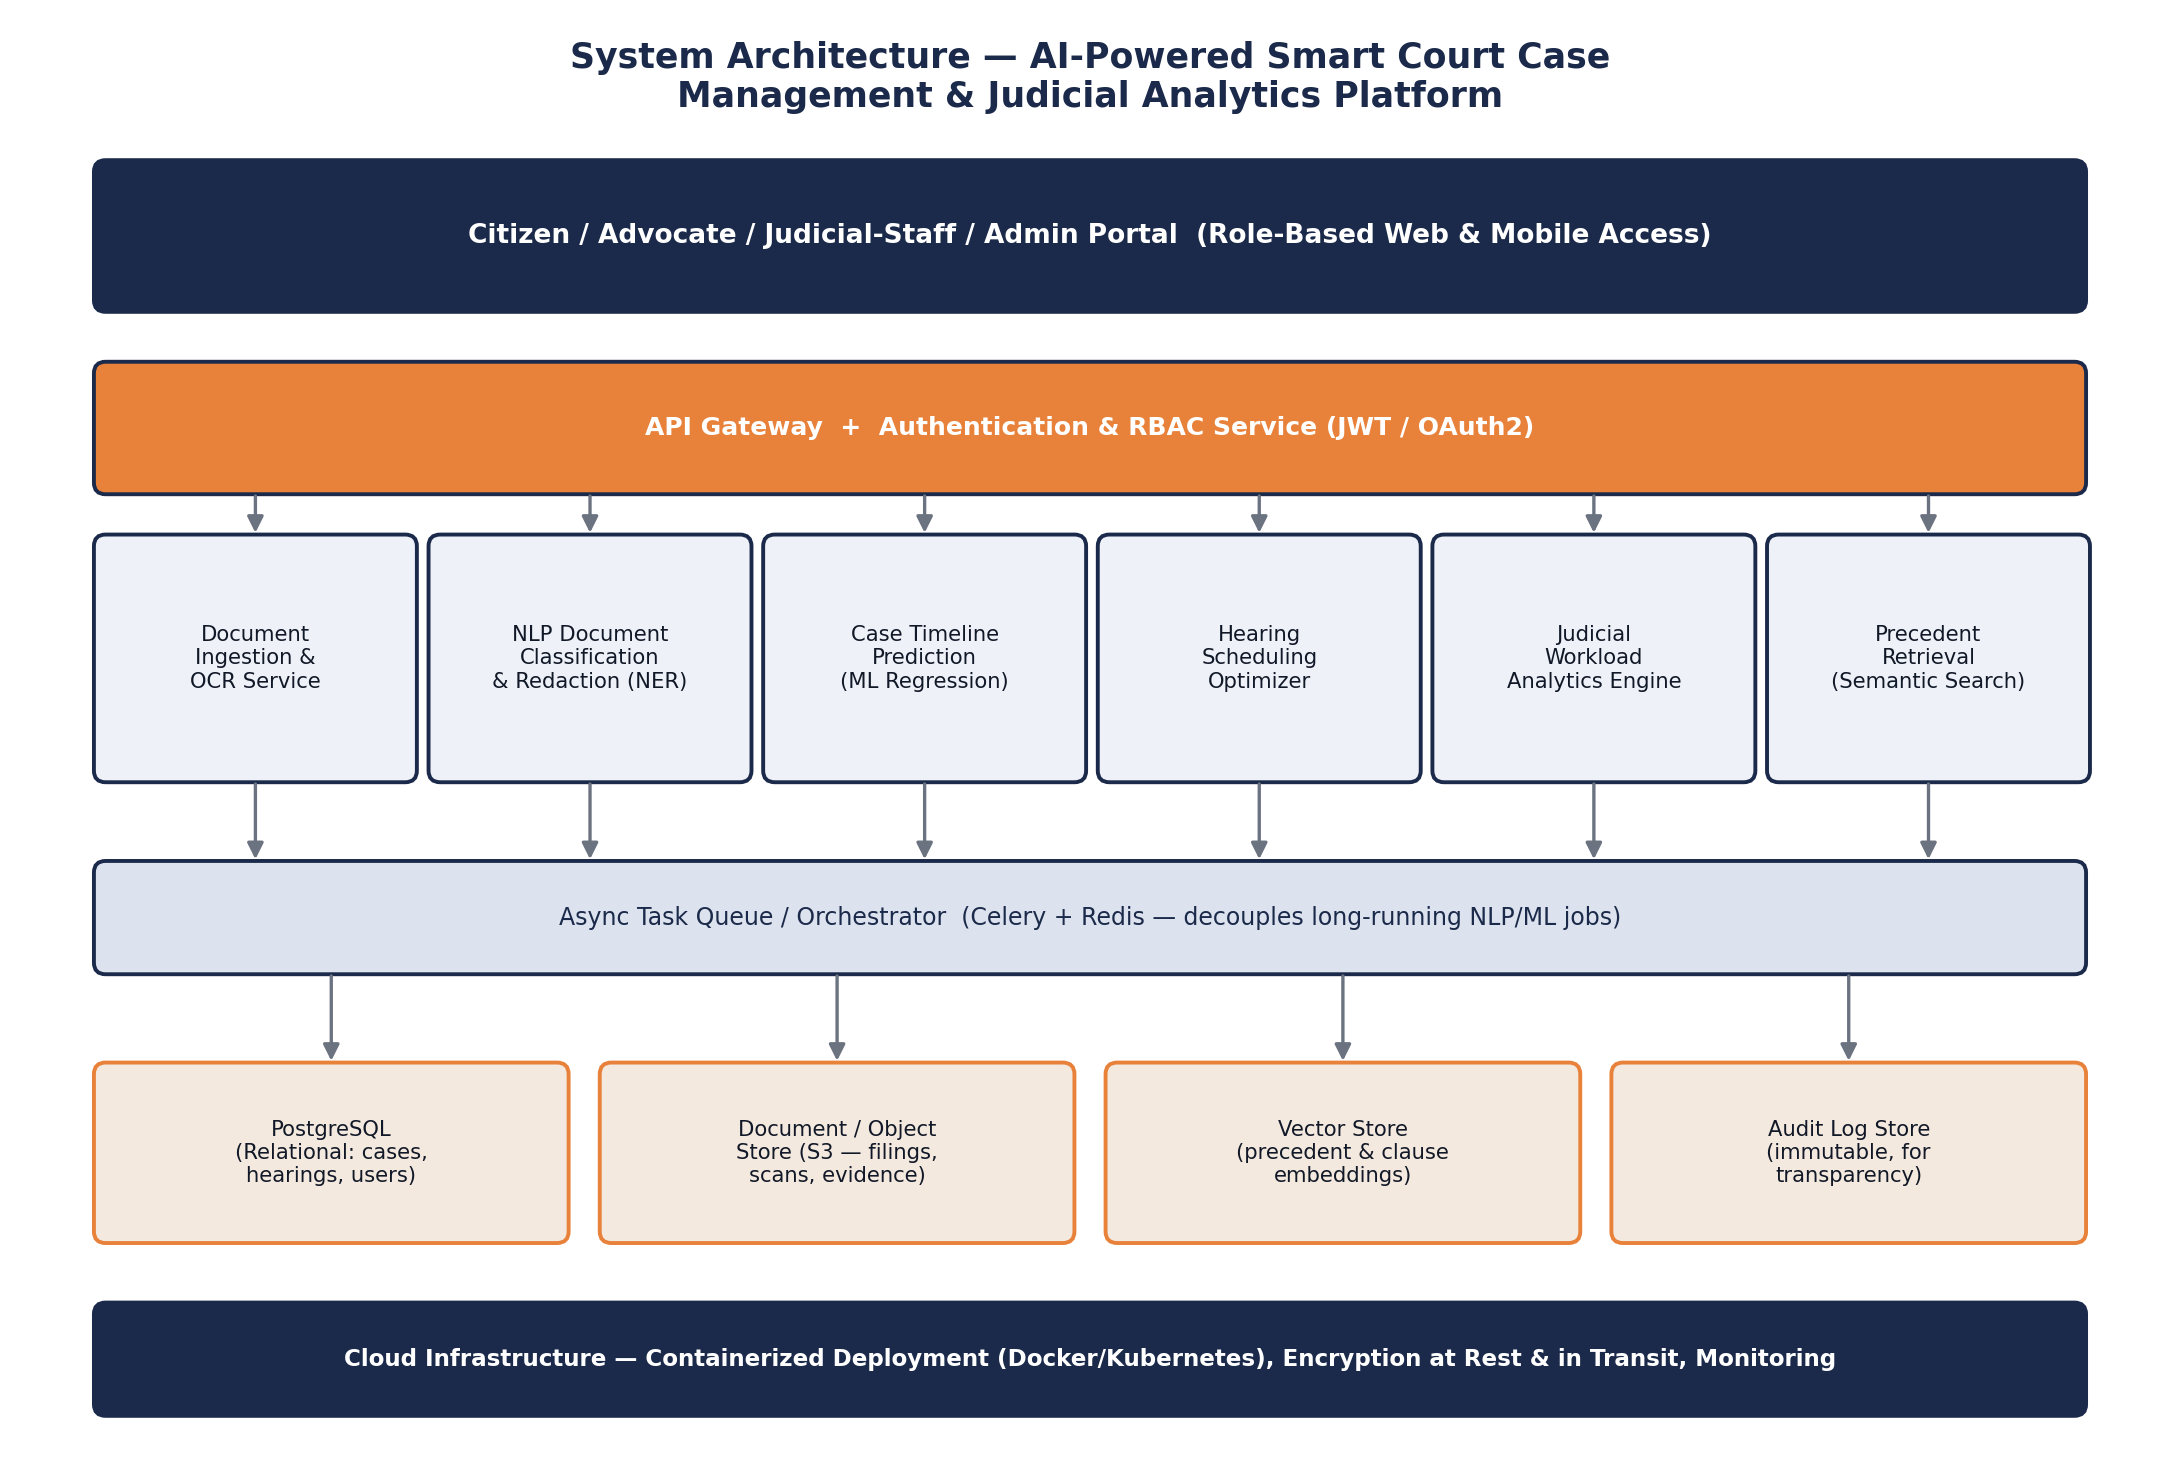 System Architecture — AI-Powered Smart Court Case
Management & Judicial Analytics Platform
Citizen / Advocate / Judicial-Staff / Admin Portal  (Role-Based Web & Mobile Access)
API Gateway  +  Authentication & RBAC Service (JWT / OAuth2)
Document
Ingestion &
OCR Service
NLP Document
Classification
& Redaction (NER)
Case Timeline
Prediction
(ML Regression)
Hearing
Scheduling
Optimizer
Judicial
Workload
Analytics Engine
Precedent
Retrieval
(Semantic Search)
Async Task Queue / Orchestrator  (Celery + Redis — decouples long-running NLP/ML jobs)
PostgreSQL
(Relational: cases,
hearings, users)
Document / Object
Store (S3 — filings,
scans, evidence)
Vector Store
(precedent & clause
embeddings)
Audit Log Store
(immutable, for
transparency)
Cloud Infrastructure — Containerized Deployment (Docker/Kubernetes), Encryption at Rest & in Transit, Monitoring